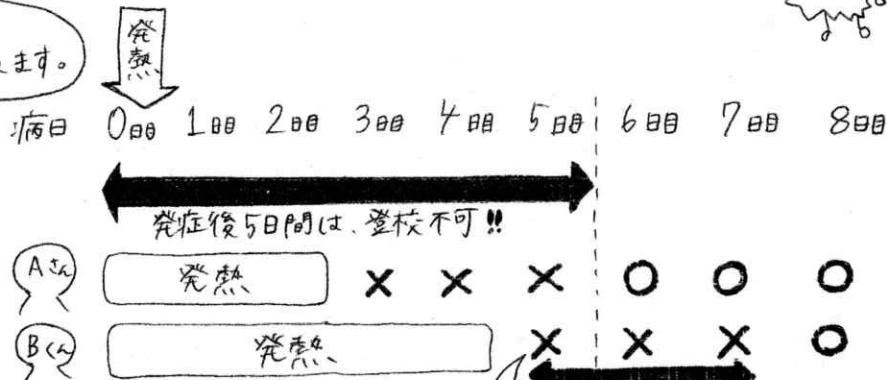 ます。
発熱
病日 0日目 1日目 2日目 3日目 4日目 5日目 6日目 7日目 8日目
発症後5日間は、登校不可!!
Aさん 発熱 × × × ○ ○ ○
Bくん 発熱 × × × ○